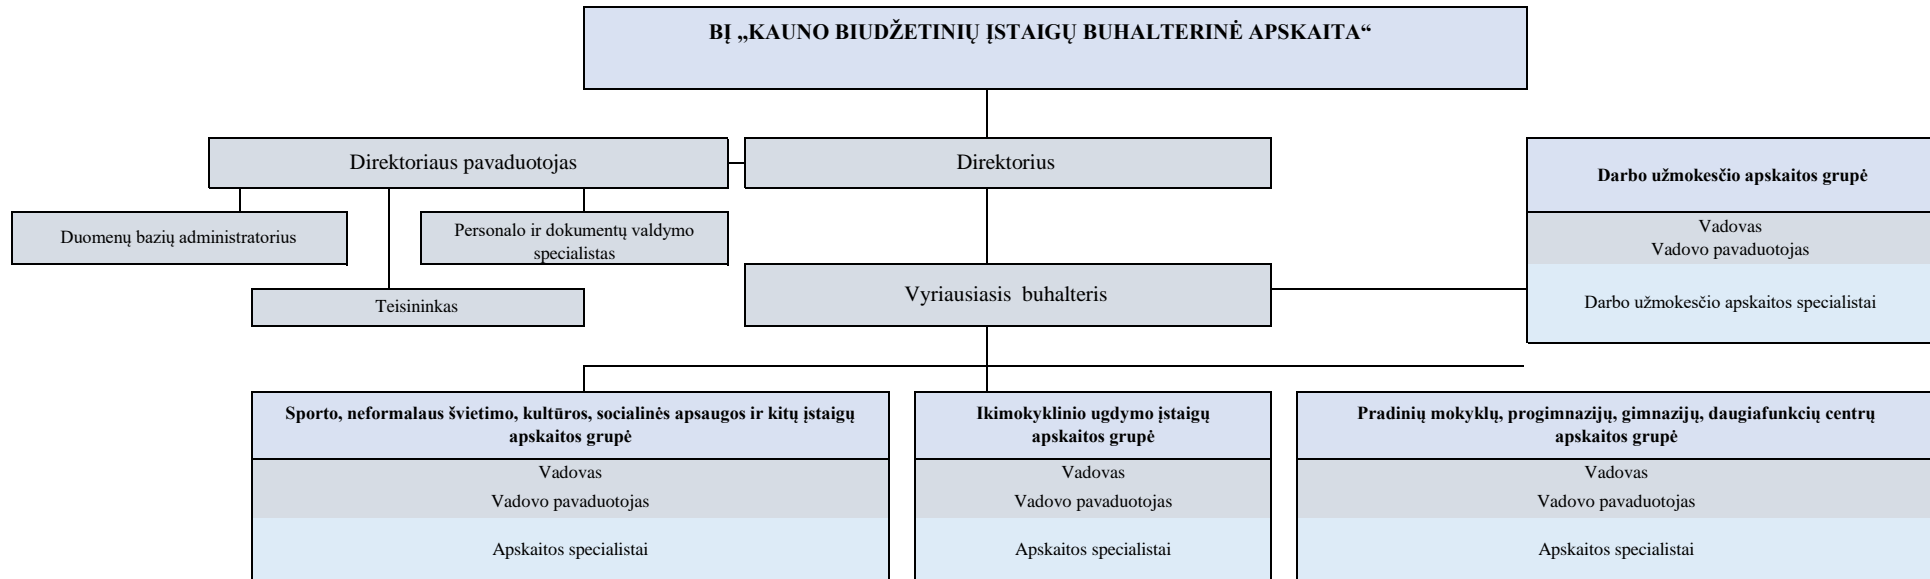 BĮ „KAUNO BIUDŽETINIŲ ĮSTAIGŲ BUHALTERINĖ APSKAITA“
Direktoriaus pavaduotojas
Direktorius
Darbo užmokesčio apskaitos grupė
Vadovas
Vadovo pavaduotojas
Darbo užmokesčio apskaitos specialistai
Duomenų bazių administratorius
Personalo ir dokumentų valdymo
specialistas
Teisininkas
Vyriausiasis buhalteris
Sporto, neformalaus švietimo, kultūros, socialinės apsaugos ir kitų įstaigų
apskaitos grupė
Vadovas
Vadovo pavaduotojas
Apskaitos specialistai
Ikimokyklinio ugdymo įstaigų
apskaitos grupė
Vadovas
Vadovo pavaduotojas
Apskaitos specialistai
Pradinių mokyklų, progimnazijų, gimnazijų, daugiafunkcių centrų
apskaitos grupė
Vadovas
Vadovo pavaduotojas
Apskaitos specialistai